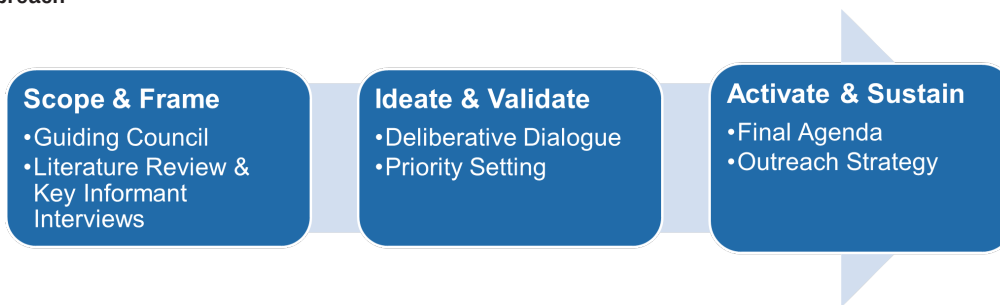 Scope & Frame
•Guiding Council
•Literature Review &
Key Informant
Interviews
Ideate & Validate
•Deliberative Dialogue
•Priority Setting
Activate & Sustain
•Final Agenda
•Outreach Strategy